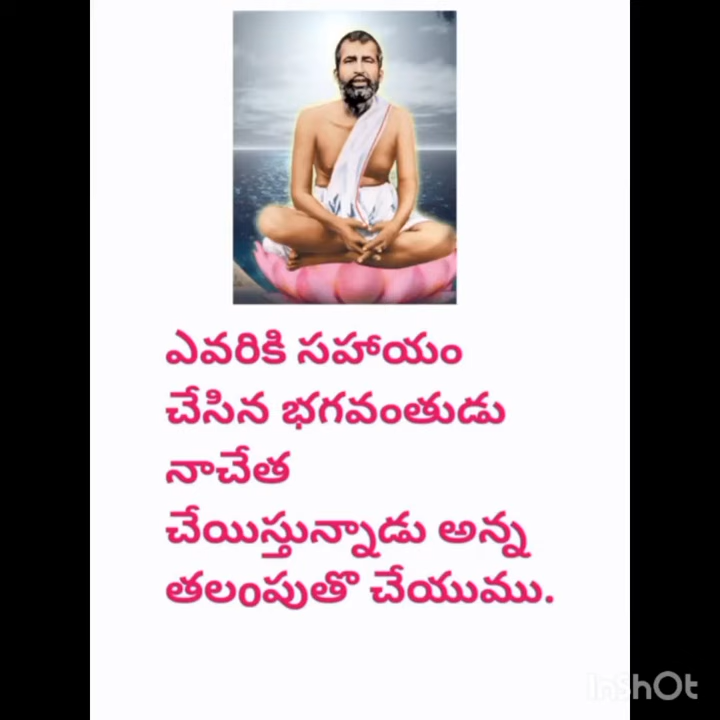 ఎవరికి సహాయం
చేసిన భగవంతుడు
నాచేత
చేయిస్తున్నాడు అన్న
తలంపుతొ చేయుము.
InShOt